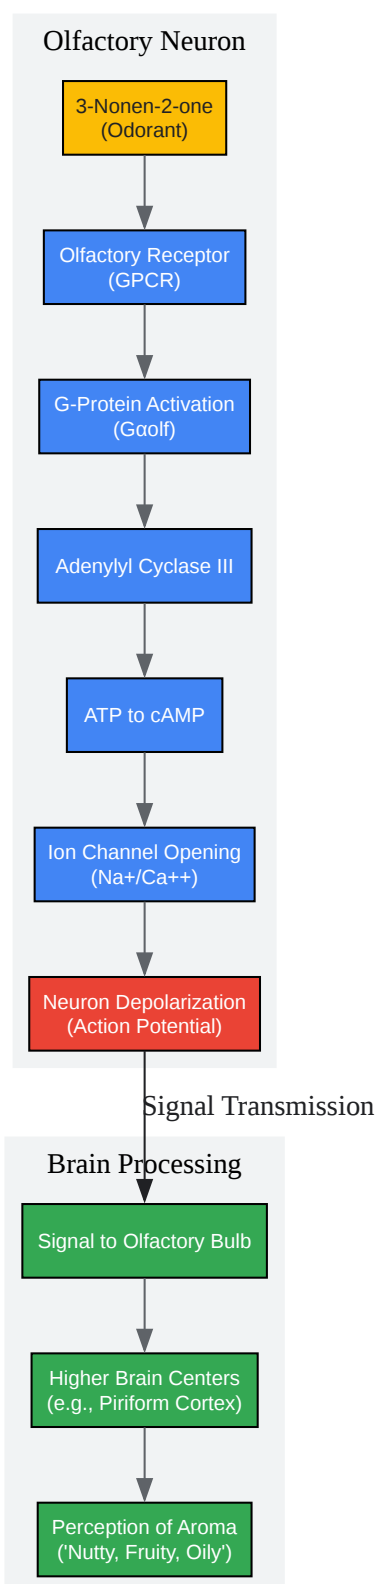 Olfactory Neuron
3-Nonen-2-one
(Odorant)
Olfactory Receptor
(GPCR)
G-Protein Activation
(Gαolf)
Adenylyl Cyclase III
ATP to cAMP
Ion Channel Opening
(Na+/Ca++)
Neuron Depolarization
(Action Potential)
Signal Transmission
Brain Processing
Signal to Olfactory Bulb
Higher Brain Centers
(e.g., Piriform Cortex)
Perception of Aroma
('Nutty, Fruity, Oily')